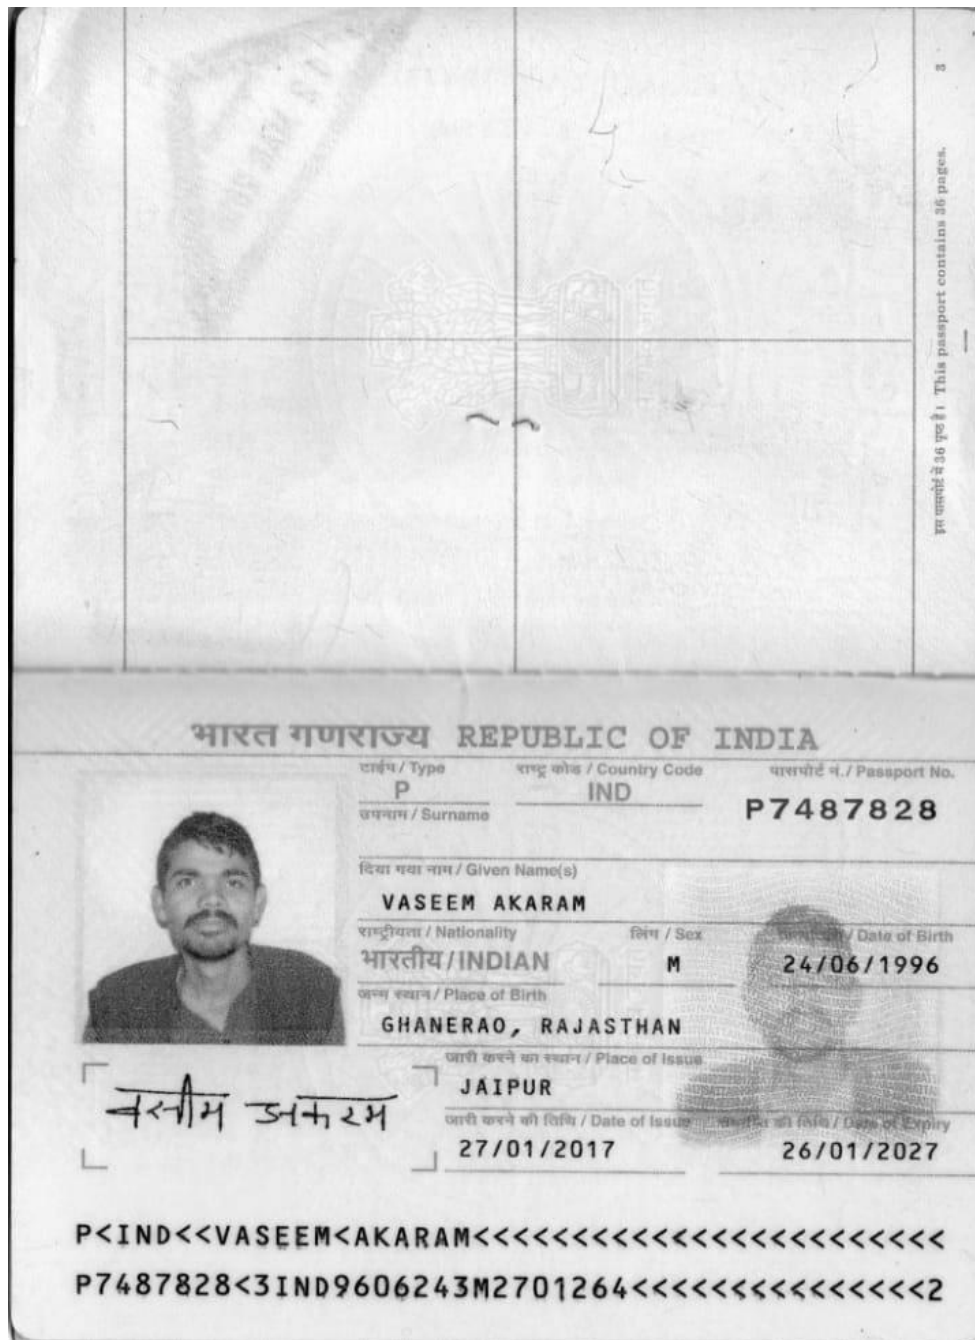 3
इस पासपोर्ट में 36 पृष्ठ हैं। This passport contains 36 pages.
भारत गणराज्य REPUBLIC OF INDIA
टाईप / Type
राष्ट्र कोड / Country Code
पासपोर्ट नं. / Passport No.
P
IND
P7487828
उपनाम / Surname
दिया गया नाम / Given Name(s)
VASEEM AKARAM
राष्ट्रीयता / Nationality
लिंग / Sex
/ Date of Birth
भारतीय/INDIAN
M
24/06/1996
जन्म स्थान / Place of Birth
GHANERAO, RAJASTHAN
जारी करने का स्थान / Place of Issue
JAIPUR
जारी करने की तिथि / Date of Issue
की तिथि / Date of Expiry
27/01/2017
26/01/2027
वसीम अकरम
P<IND<<VASEEM<AKARAM<<<<<<<<<<<<<<<<<<<<<<<<
P7487828<3IND9606243M2701264<<<<<<<<<<<<<<<2